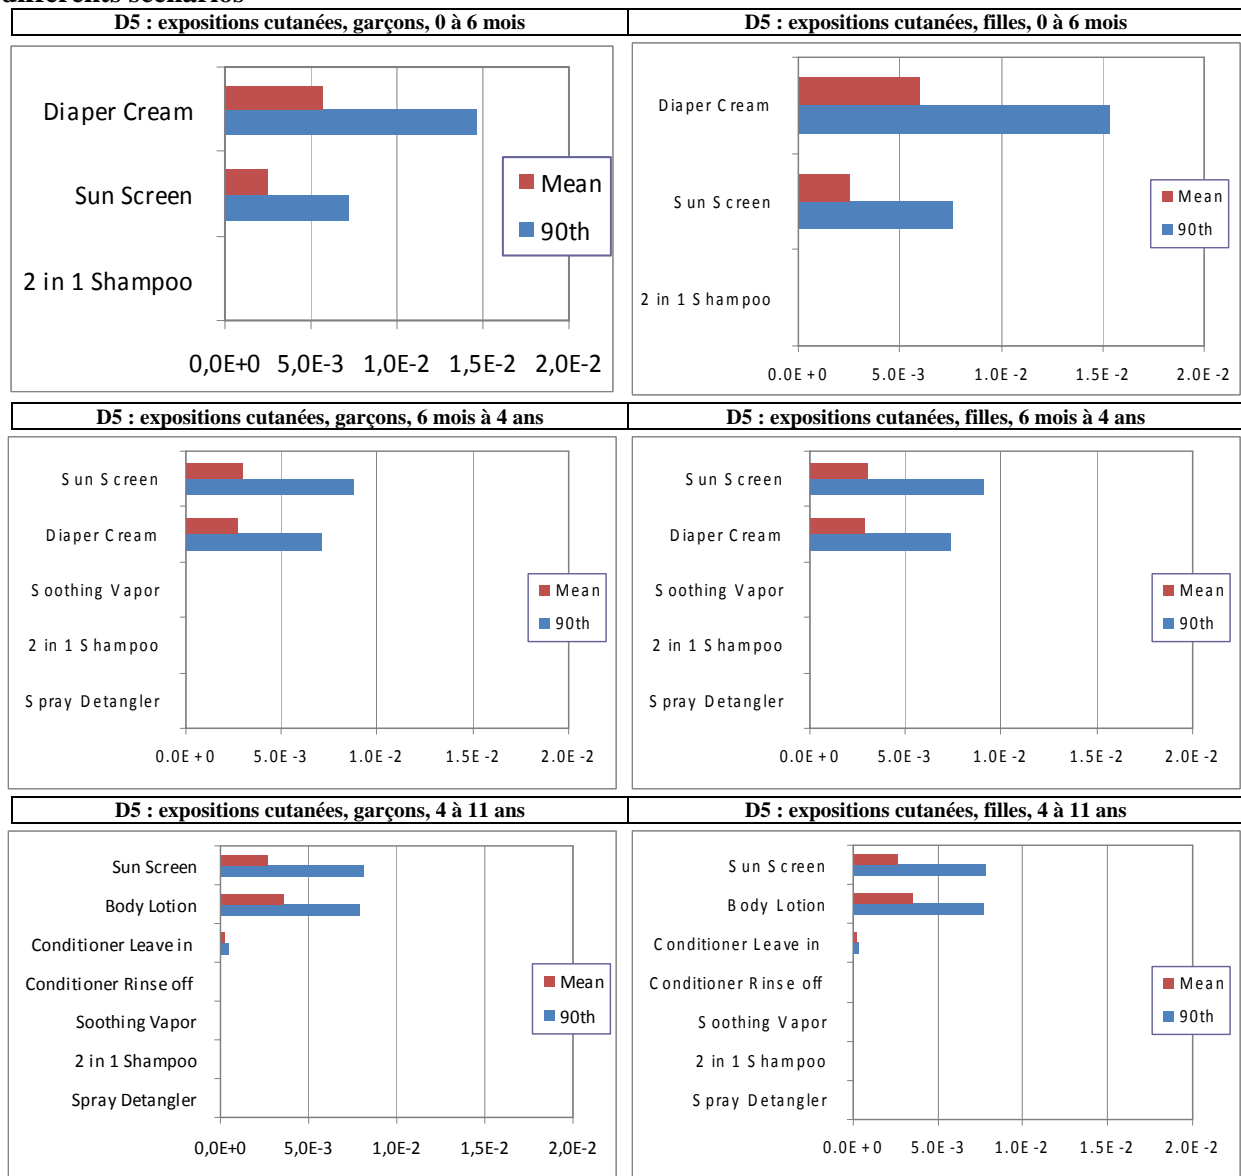 différents scénarios
D5 : expositions cutanées, garçons, 0 à 6 mois
D5 : expositions cutanées, filles, 0 à 6 mois
Diaper Cream
Sun Screen
2 in 1 Shampoo
Mean
90th
0,0E+0 5,0E-3 1,0E-2 1,5E-2 2,0E-2
Diaper Cream
Sun Screen
2 in 1 Shampoo
Mean
90th
0.0E+0 5.0E-3 1.0E-2 1.5E-2 2.0E-2
D5 : expositions cutanées, garçons, 6 mois à 4 ans
D5 : expositions cutanées, filles, 6 mois à 4 ans
Sun Screen
Diaper Cream
Soothing Vapor
2 in 1 Shampoo
Spray Detangler
Mean
90th
0.0E+0 5.0E-3 1.0E-2 1.5E-2 2.0E-2
Sun Screen
Diaper Cream
Soothing Vapor
2 in 1 Shampoo
Spray Detangler
Mean
90th
0.0E+0 5.0E-3 1.0E-2 1.5E-2 2.0E-2
D5 : expositions cutanées, garçons, 4 à 11 ans
D5 : expositions cutanées, filles, 4 à 11 ans
Sun Screen
Body Lotion
Conditioner Leave in
Conditioner Rinse off
Soothing Vapor
2 in 1 Shampoo
Spray Detangler
Mean
90th
0,0E+0 5,0E-3 1,0E-2 1,5E-2 2,0E-2
Sun Screen
Body Lotion
Conditioner Leave in
Conditioner Rinse off
Soothing Vapor
2 in 1 Shampoo
Spray Detangler
Mean
90th
0.0E+0 5.0E-3 1.0E-2 1.5E-2 2.0E-2